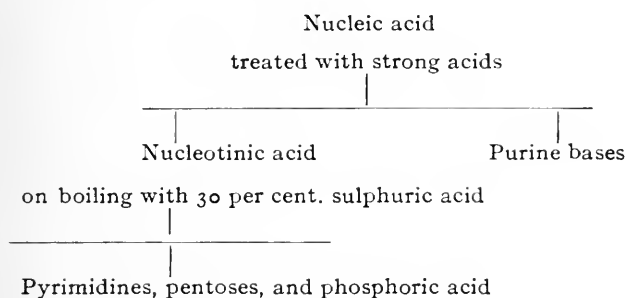 Nucleic acid
treated with strong acids
Nucleotinic acid Purine bases
on boiling with 30 per cent. sulphuric acid
Pyrimidines, pentoses, and phosphoric acid